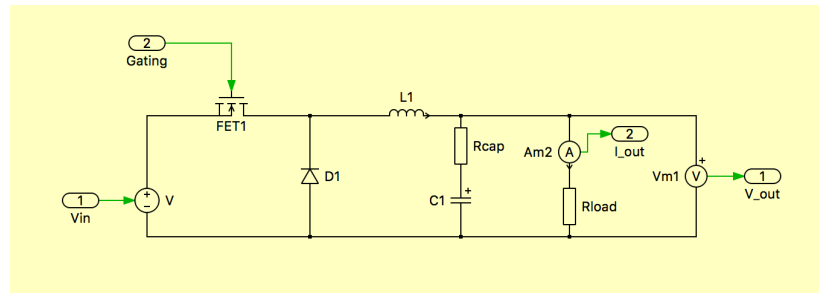 2
Gating
FET1
L1
Rcap
Am2
A
2
I_out
D1
1
Vin
+
−
V
C1
+
Rload
Vm1
+
V
1
V_out